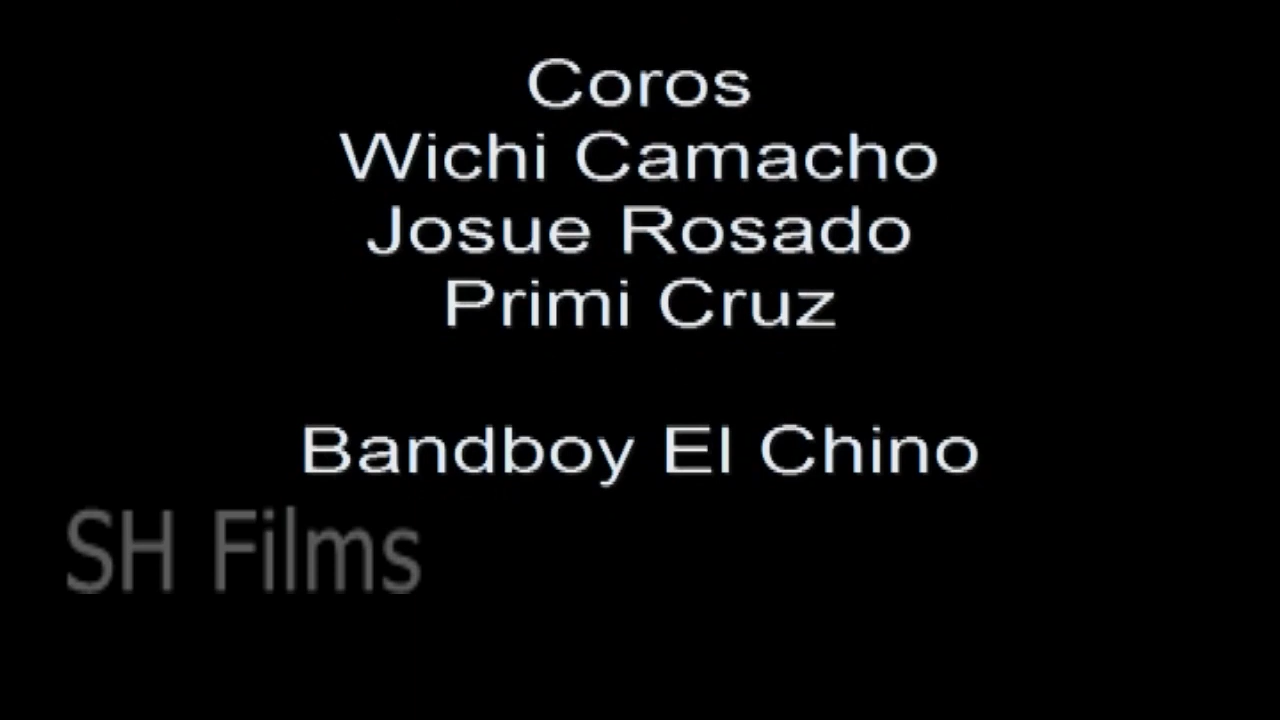 Coros
Wichi Camacho
Josue Rosado
Primi Cruz
Bandboy El Chino
SH Films